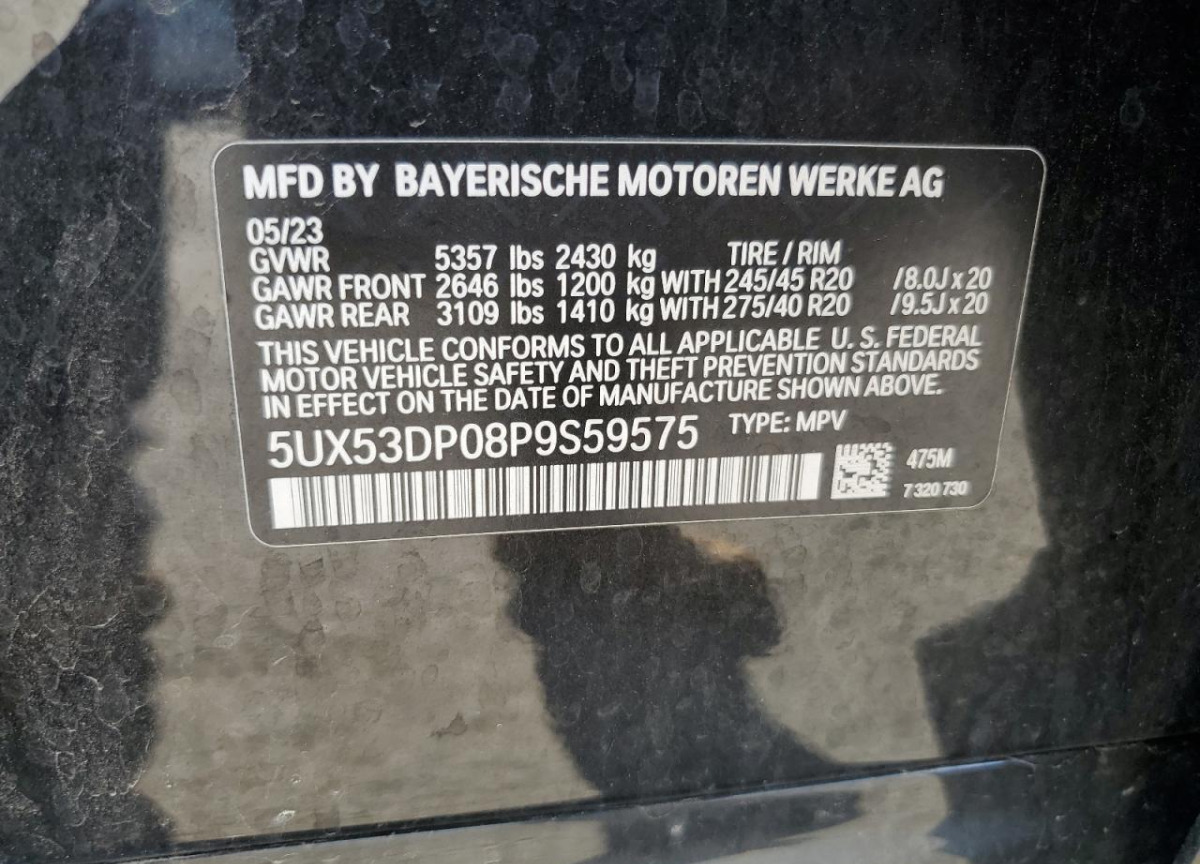 MFD BY BAYERISCHE MOTOREN WERKE AG
05/23
GVWR 5357 lbs 2430 kg TIRE / RIM
GAWR FRONT 2646 lbs 1200 kg WITH 245/45 R20 /8.0J x 20
GAWR REAR 3109 lbs 1410 kg WITH 275/40 R20 /9.5J x 20
THIS VEHICLE CONFORMS TO ALL APPLICABLE U. S. FEDERAL
MOTOR VEHICLE SAFETY AND THEFT PREVENTION STANDARDS
IN EFFECT ON THE DATE OF MANUFACTURE SHOWN ABOVE.
5UX53DP08P9S59575 TYPE: MPV
475M
7 320 730